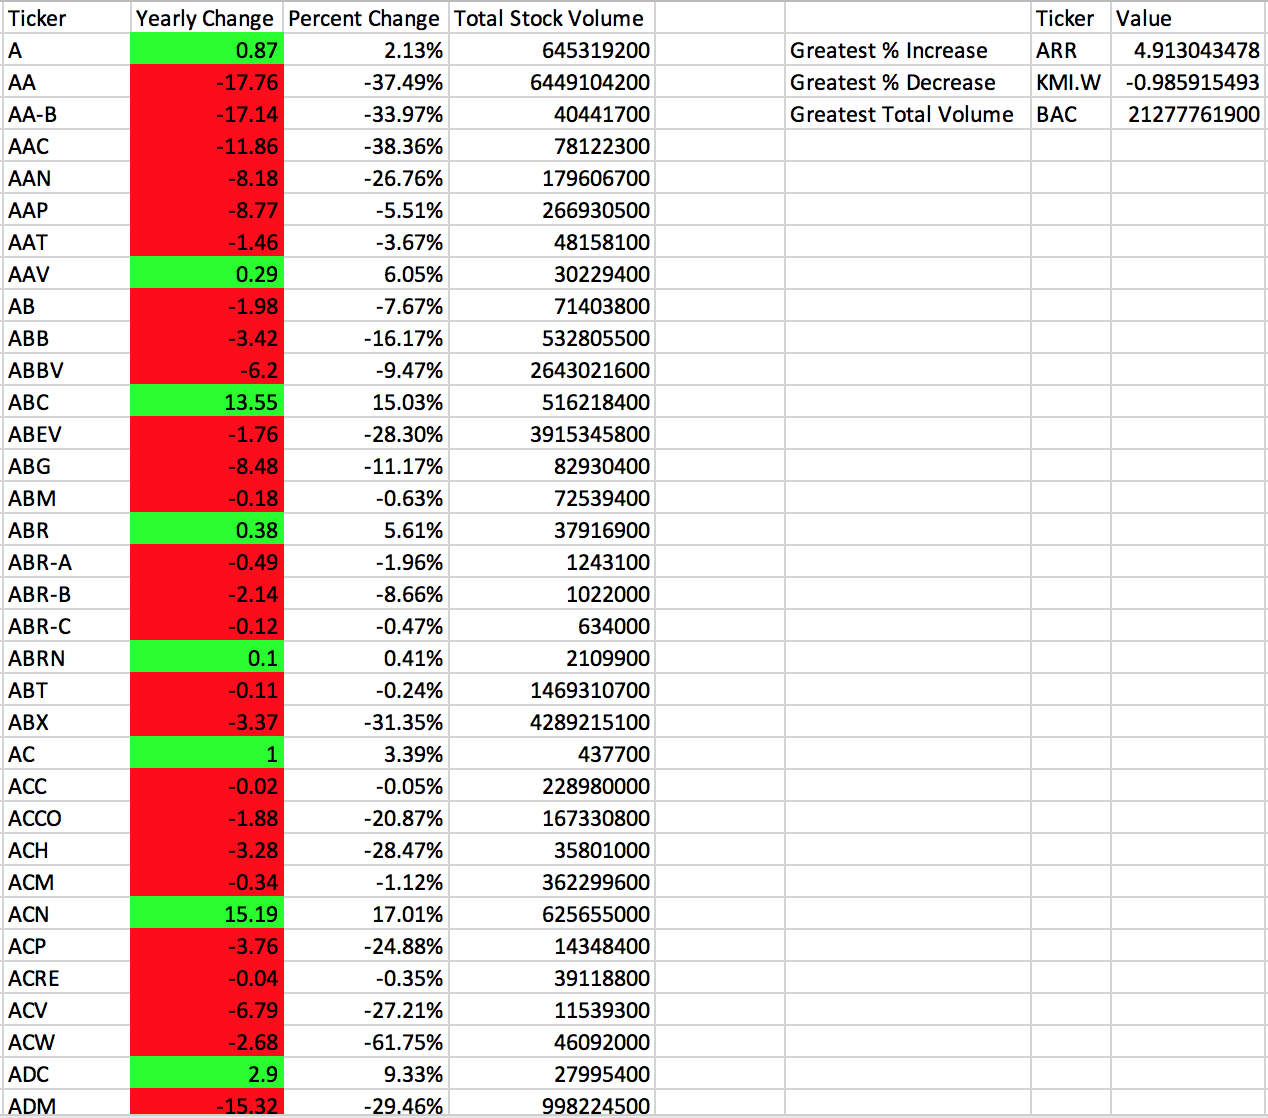 Ticker Yearly Change Percent Change Total Stock Volume Ticker Value
A 0.87 2.13% 645319200 Greatest % Increase ARR 4.913043478
AA -17.76 -37.49% 6449104200 Greatest % Decrease KMI.W -0.985915493
AA-B -17.14 -33.97% 40441700 Greatest Total Volume BAC 21277761900
AAC -11.86 -38.36% 78122300
AAN -8.18 -26.76% 179606700
AAP -8.77 -5.51% 266930500
AAT -1.46 -3.67% 48158100
AAV 0.29 6.05% 30229400
AB -1.98 -7.67% 71403800
ABB -3.42 -16.17% 532805500
ABBV -6.2 -9.47% 2643021600
ABC 13.55 15.03% 516218400
ABEV -1.76 -28.30% 3915345800
ABG -8.48 -11.17% 82930400
ABM -0.18 -0.63% 72539400
ABR 0.38 5.61% 37916900
ABR-A -0.49 -1.96% 1243100
ABR-B -2.14 -8.66% 1022000
ABR-C -0.12 -0.47% 634000
ABRN 0.1 0.41% 2109900
ABT -0.11 -0.24% 1469310700
ABX -3.37 -31.35% 4289215100
AC 1 3.39% 437700
ACC -0.02 -0.05% 228980000
ACCO -1.88 -20.87% 167330800
ACH -3.28 -28.47% 35801000
ACM -0.34 -1.12% 362299600
ACN 15.19 17.01% 625655000
ACP -3.76 -24.88% 14348400
ACRE -0.04 -0.35% 39118800
ACV -6.79 -27.21% 11539300
ACW -2.68 -61.75% 46092000
ADC 2.9 9.33% 27995400
ADM -15.32 -29.46% 998224500